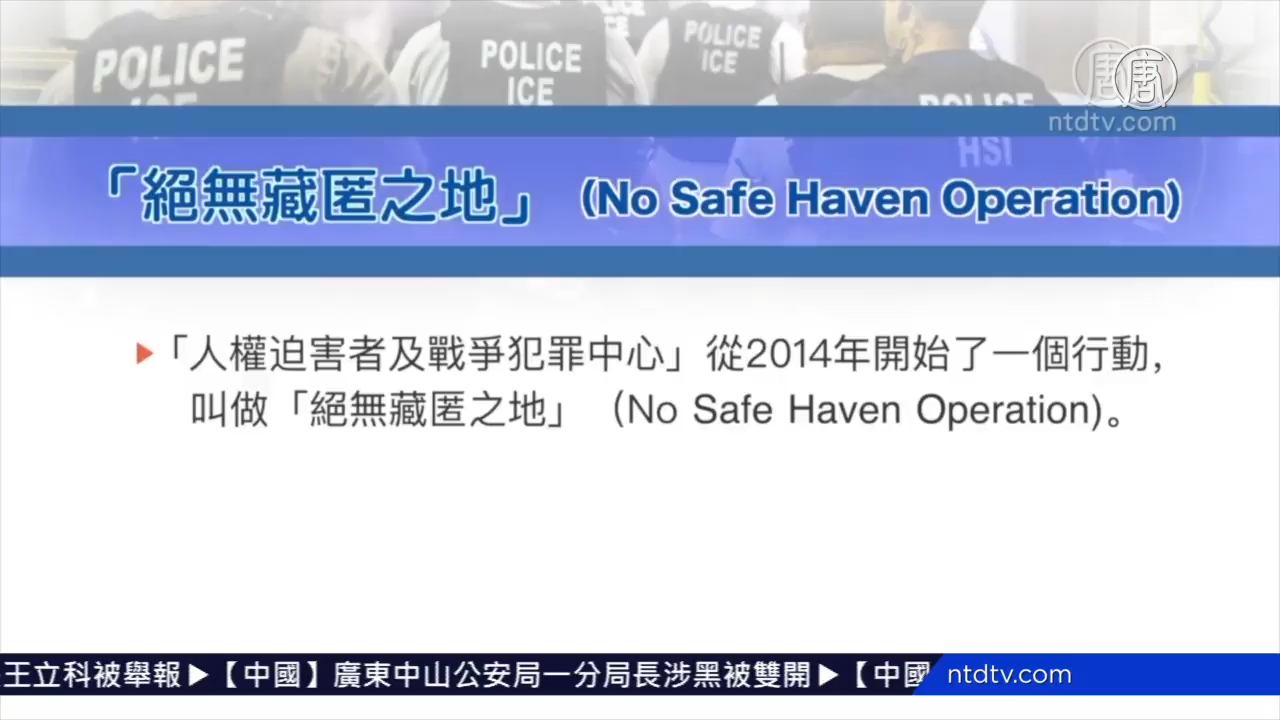 POLICE
ICE
POLICE
ICE
POLICE
ICE
POLICE
HSI
唐
ntdtv.com
「絕無藏匿之地」 (No Safe Haven Operation)
▶「人權迫害者及戰爭犯罪中心」從2014年開始了一個行動,
叫做「絕無藏匿之地」 (No Safe Haven Operation)。
王立科被舉報▶【中國】廣東中山公安局一分局長涉黑被雙開▶【中國
ntdtv.com